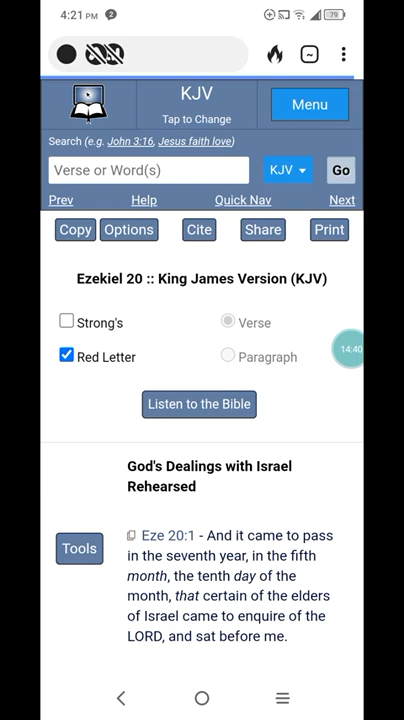 4:21 PM 2
79
KJV
Tap to Change
Menu
Search (e.g. John 3:16, Jesus faith love)
Verse or Word(s)
KJV
Go
Prev Help Quick Nav Next
Copy Options Cite Share Print
Ezekiel 20 :: King James Version (KJV)
Strong's Verse
14:40
Red Letter Paragraph
Listen to the Bible
God's Dealings with Israel
Rehearsed
Tools
Eze 20:1 - And it came to pass
in the seventh year, in the fifth
month, the tenth day of the
month, that certain of the elders
of Israel came to enquire of the
LORD, and sat before me.